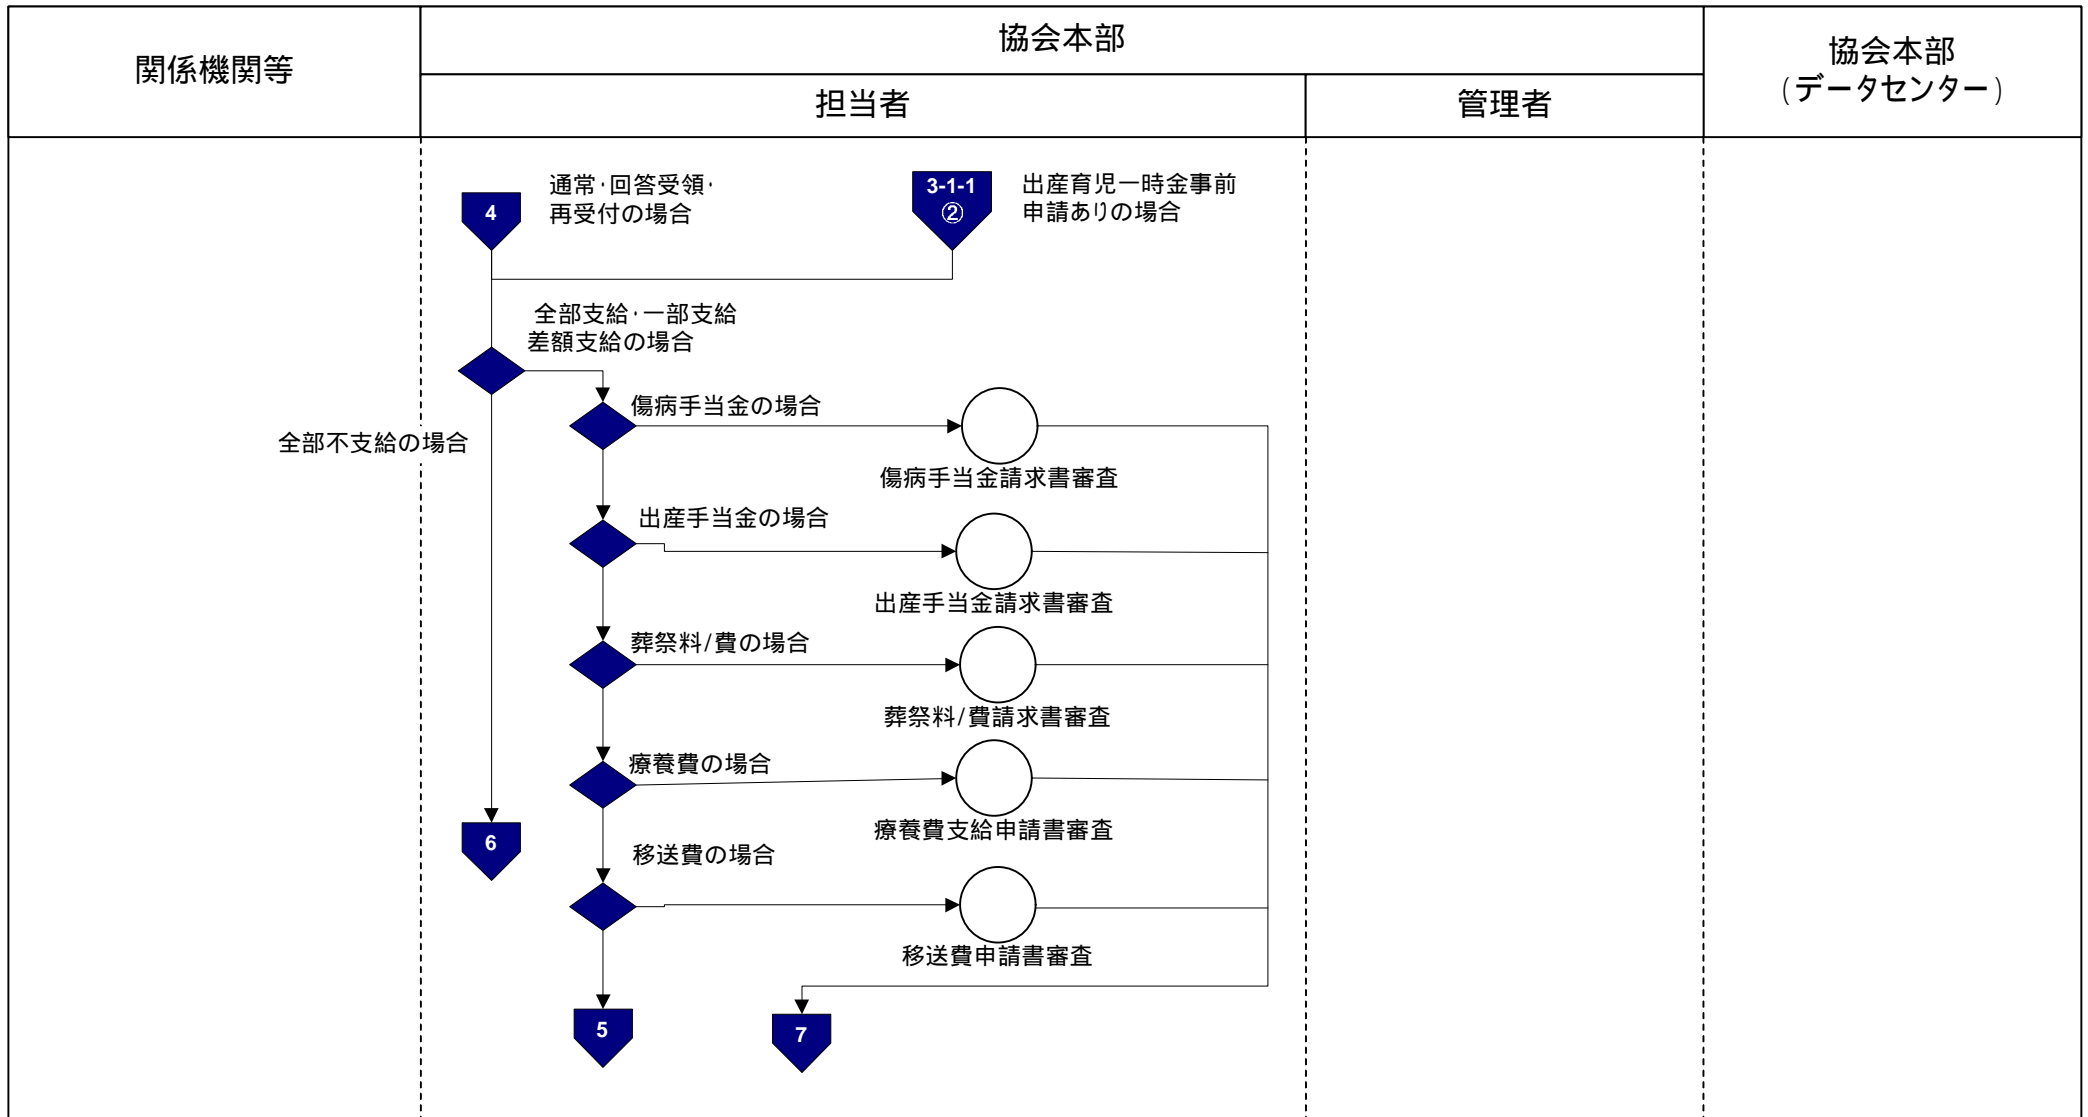 関係機関等
協会本部
担当者
管理者
協会本部
(データセンター)
4
通常・回答受領・
再受付の場合
3-1-1
②
出産育児一時金事前
申請ありの場合
全部支給・一部支給
差額支給の場合
全部不支給の場合
傷病手当金の場合
傷病手当金請求書審査
出産手当金の場合
出産手当金請求書審査
葬祭料/費の場合
葬祭料/費請求書審査
療養費の場合
療養費支給申請書審査
6
移送費の場合
移送費申請書審査
5
7